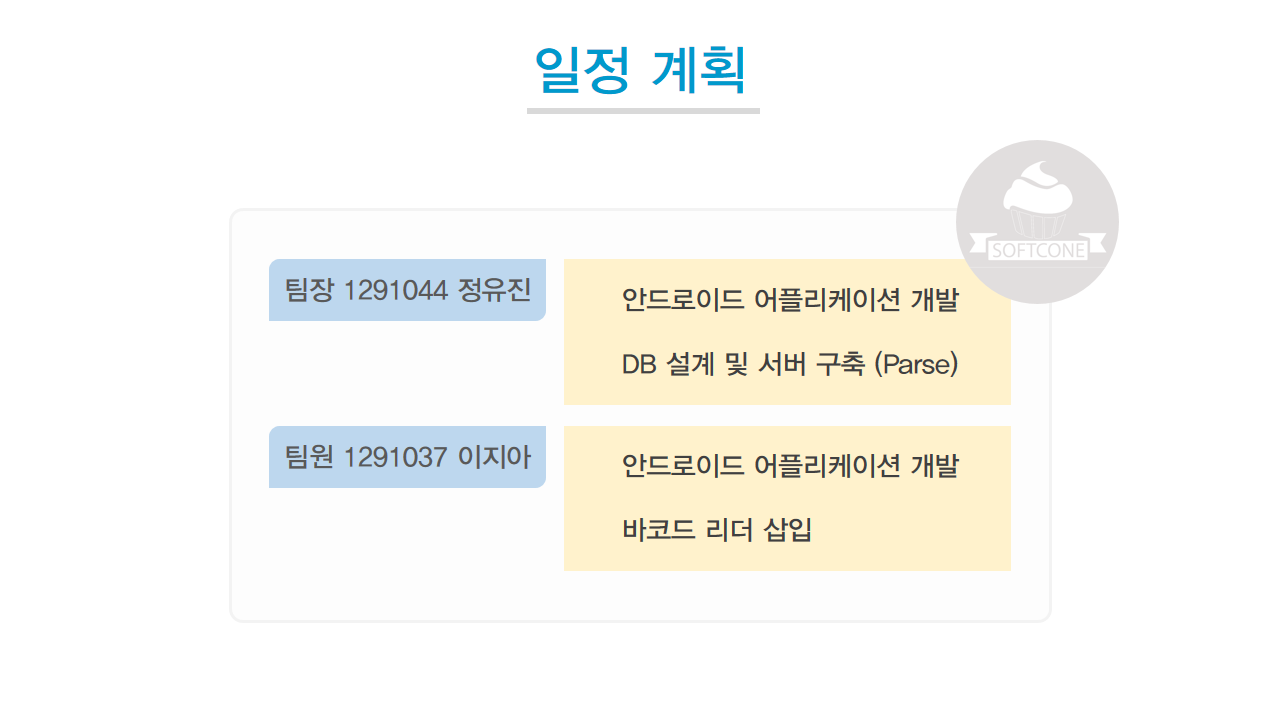 일정 계획
SOFTCONE
팀장 1291044 정유진
안드로이드 어플리케이션 개발
DB 설계 및 서버 구축 (Parse)
팀원 1291037 이지아
안드로이드 어플리케이션 개발
바코드 리더 삽입